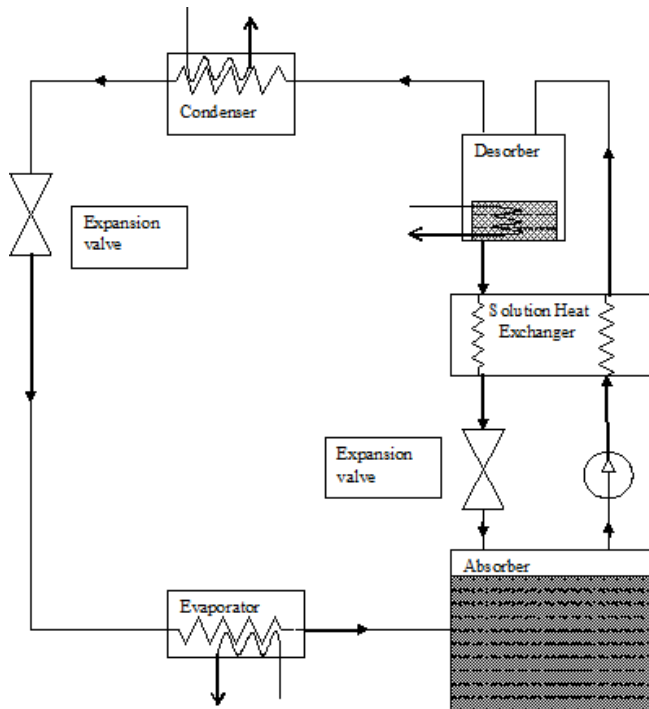 Condenser
Desorber
Expansion
valve
Solution Heat
Exchanger
Expansion
valve
Absorber
Evaporator